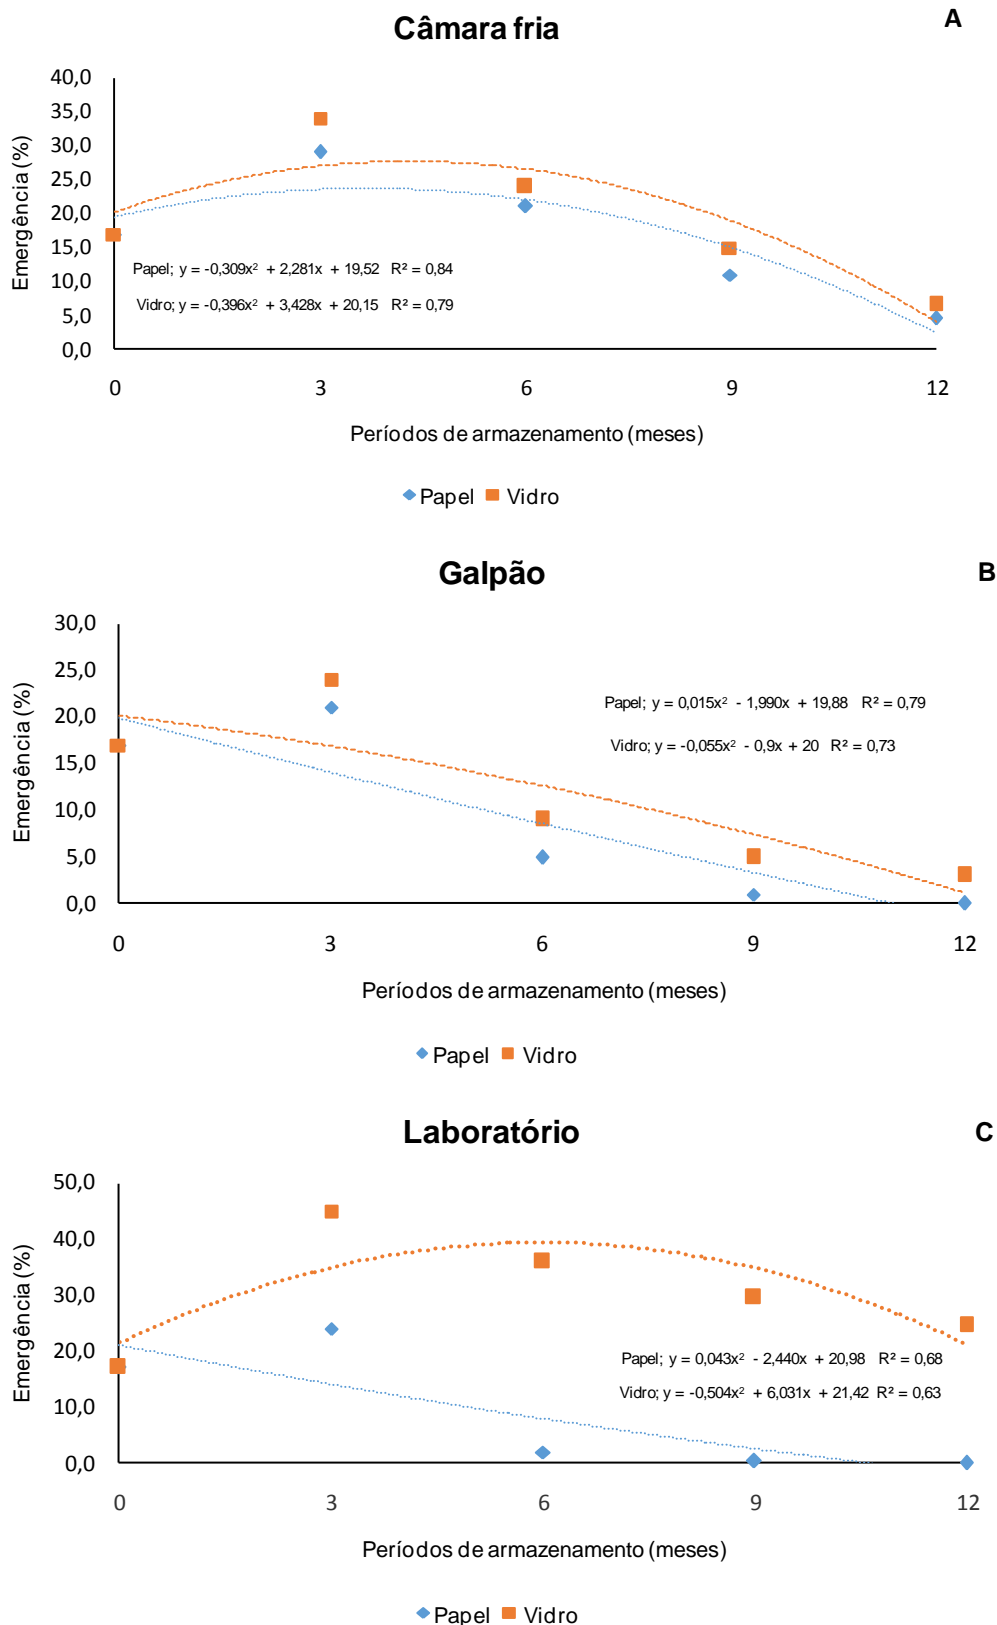 Câmara fria
A
40,0
35,0
30,0
25,0
20,0
15,0
10,0
5,0
0,0
Emergência (%)
Papel; y = -0,309x² + 2,281x + 19,52 R² = 0,84
Vidro; y = -0,396x² + 3,428x + 20,15 R² = 0,79
0 3 6 9 12
Períodos de armazenamento (meses)
Papel Vidro
Galpão
B
30,0
25,0
20,0
15,0
10,0
5,0
0,0
Emergência (%)
Papel; y = 0,015x² - 1,990x + 19,88 R² = 0,79
Vidro; y = -0,055x² - 0,9x + 20 R² = 0,73
0 3 6 9 12
Períodos de armazenamento (meses)
Papel Vidro
Laboratório
C
50,0
40,0
30,0
20,0
10,0
0,0
Emergência (%)
Papel; y = 0,043x² - 2,440x + 20,98 R² = 0,68
Vidro; y = -0,504x² + 6,031x + 21,42 R² = 0,63
0 3 6 9 12
Períodos de armazenamento (meses)
Papel Vidro